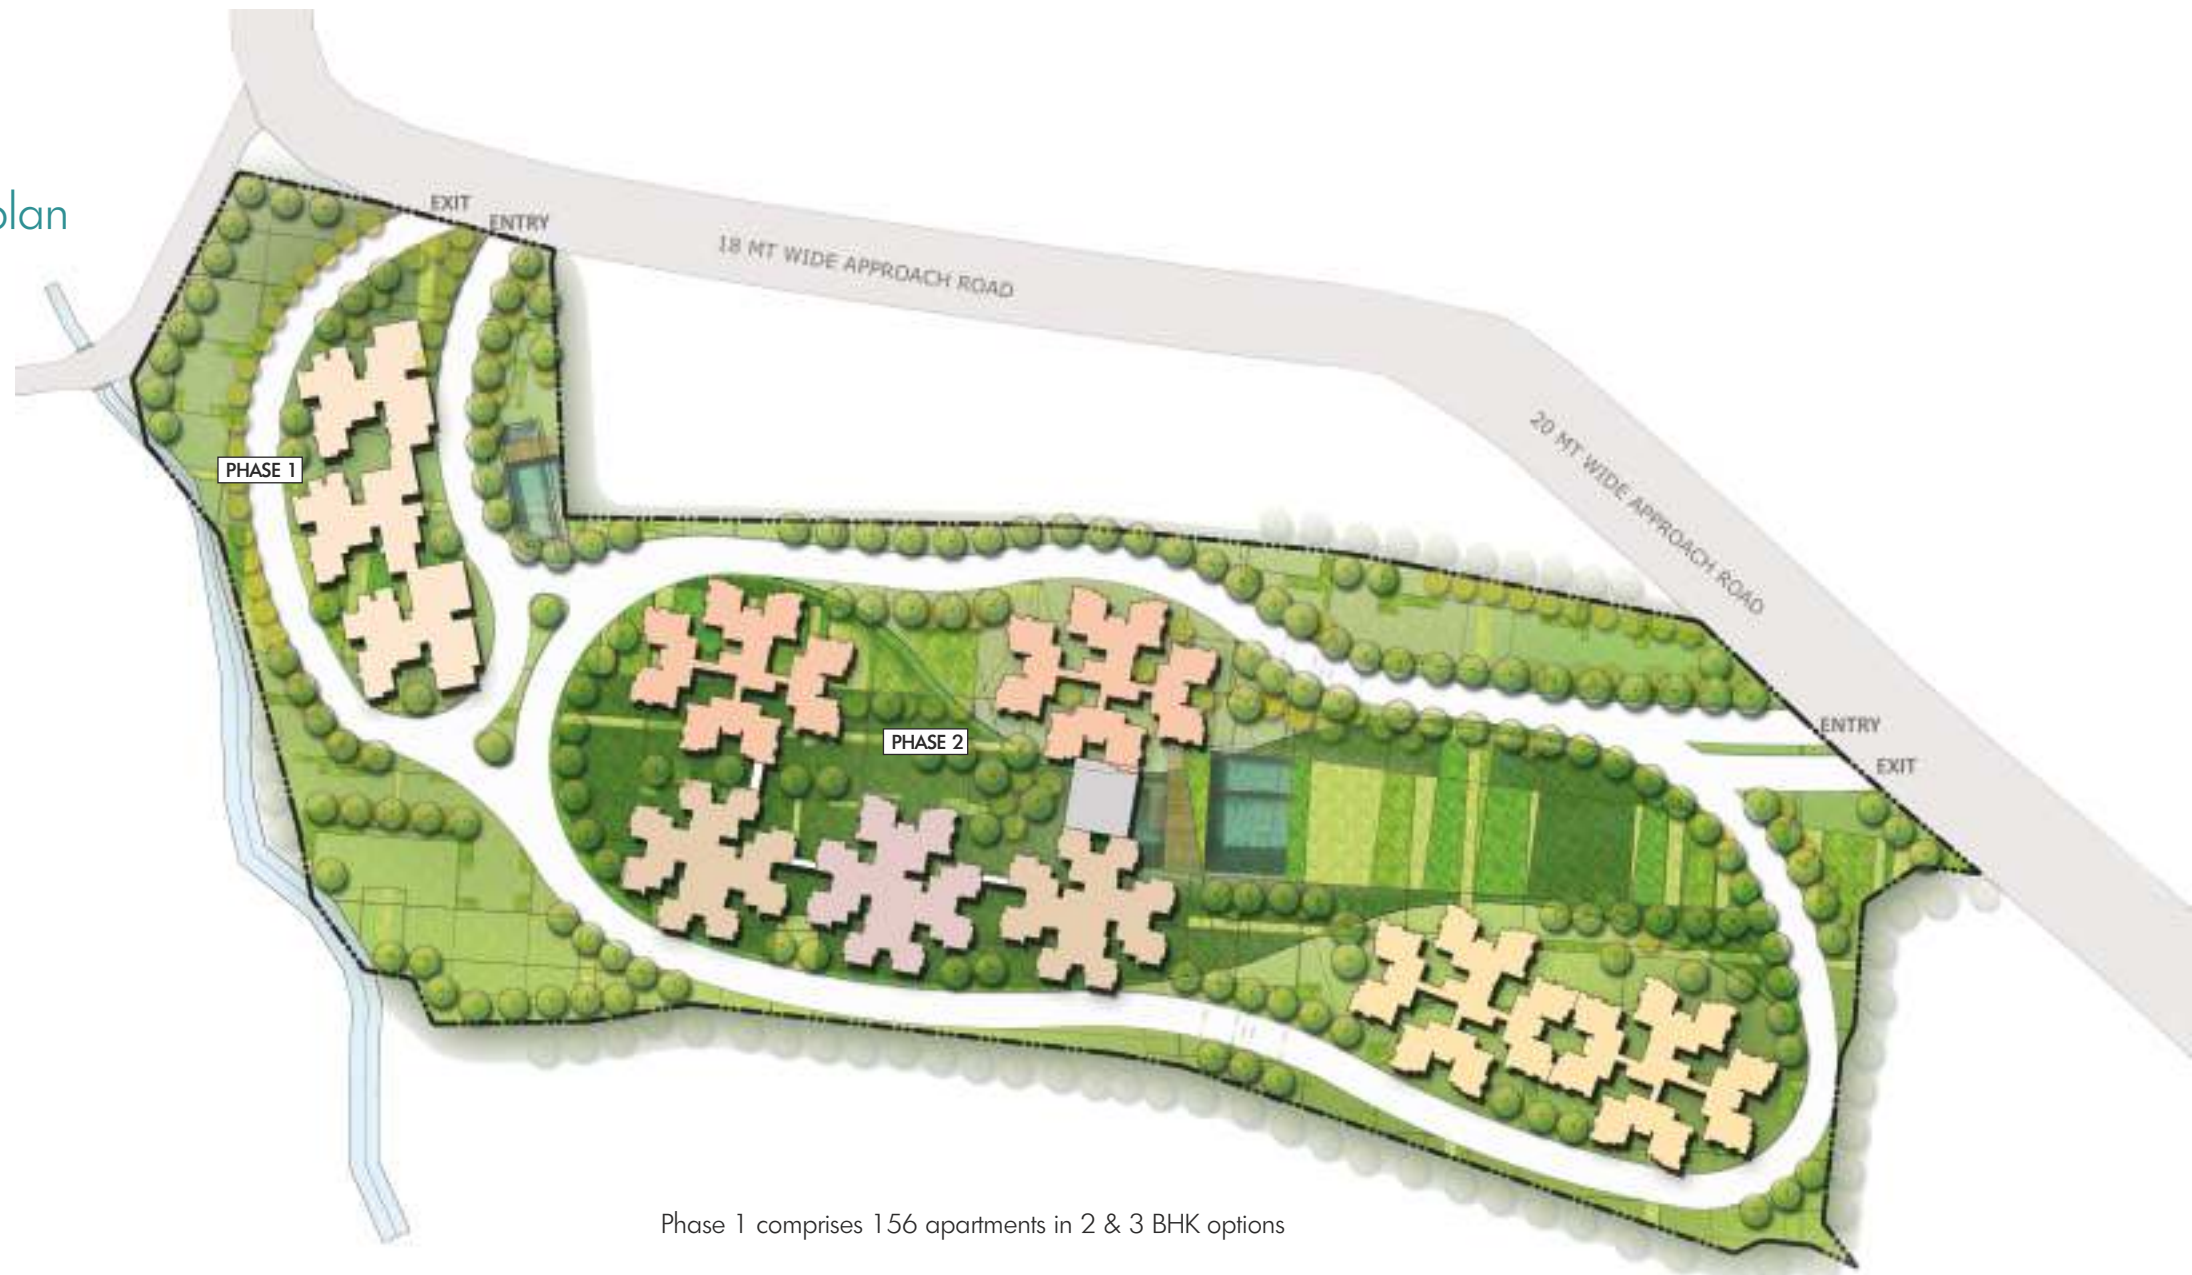 plan
EXIT
ENTRY
18 MT WIDE APPROACH ROAD
20 MT WIDE APPROACH ROAD
PHASE 1
ENTRY
PHASE 2
EXIT
Phase 1 comprises 156 apartments in 2 & 3 BHK options